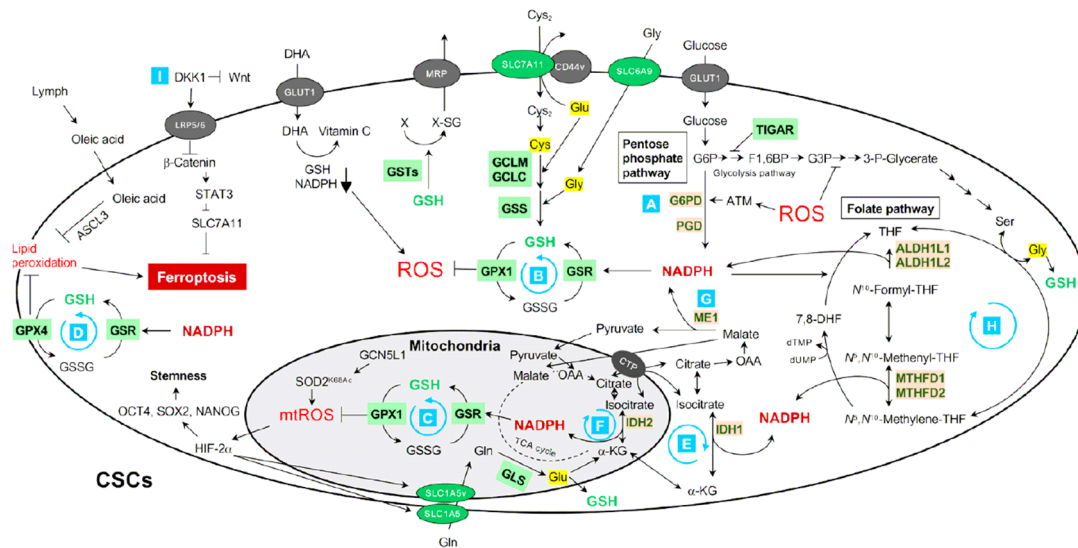 Cys2
Gly
Glucose
DHA
I
DKK1
Wnt
MRP
SLC7A11
CD44v
SLC6A9
GLUT1
GLUT1
Lymph
LRP5/6
Oleic acid
β-Catenin
STAT3
SLC7A11
Oleic acid
ASCL3
Lipid
peroxidation
Ferroptosis
DHA
Vitamin C
GSH
NADPH
X
X-SG
GSTs
GSH
Cys2
Glu
Cys
GCLM
GCLC
Gly
GSS
Glucose
TIGAR
Pentose
phosphate
pathway
G6P
F1,6BP
G3P
3-P-Glycerate
Glycolysis pathway
A
G6PD
ATM
ROS
PGD
Folate pathway
Ser
THF
Gly
GSH
ALDH1L1
ALDH1L2
N10-Formyl-THF
7,8-DHF
H
dTMP
dUMP
N5,N10-Methenyl-THF
MTHFD1
MTHFD2
N5,N10-Methylene-THF
NADPH
ROS
GPX1
GSH
B
GSR
GSSG
NADPH
G
ME1
Pyruvate
Malate
Citrate
OAA
Isocitrate
IDH1
E
α-KG
GSH
GPX4
D
GSR
NADPH
GSSG
Stemness
OCT4, SOX2, NANOG
HIF-2α
CSCs
Mitochondria
GCN5L1
SOD2K68Ac
mtROS
GPX1
GSH
C
GSR
GSSG
NADPH
Pyruvate
Malate
OAA
CTP
Citrate
Isocitrate
F
IDH2
TCA cycle
α-KG
Gln
GLS
Glu
GSH
SLC1A5v
SLC1A5
Gln